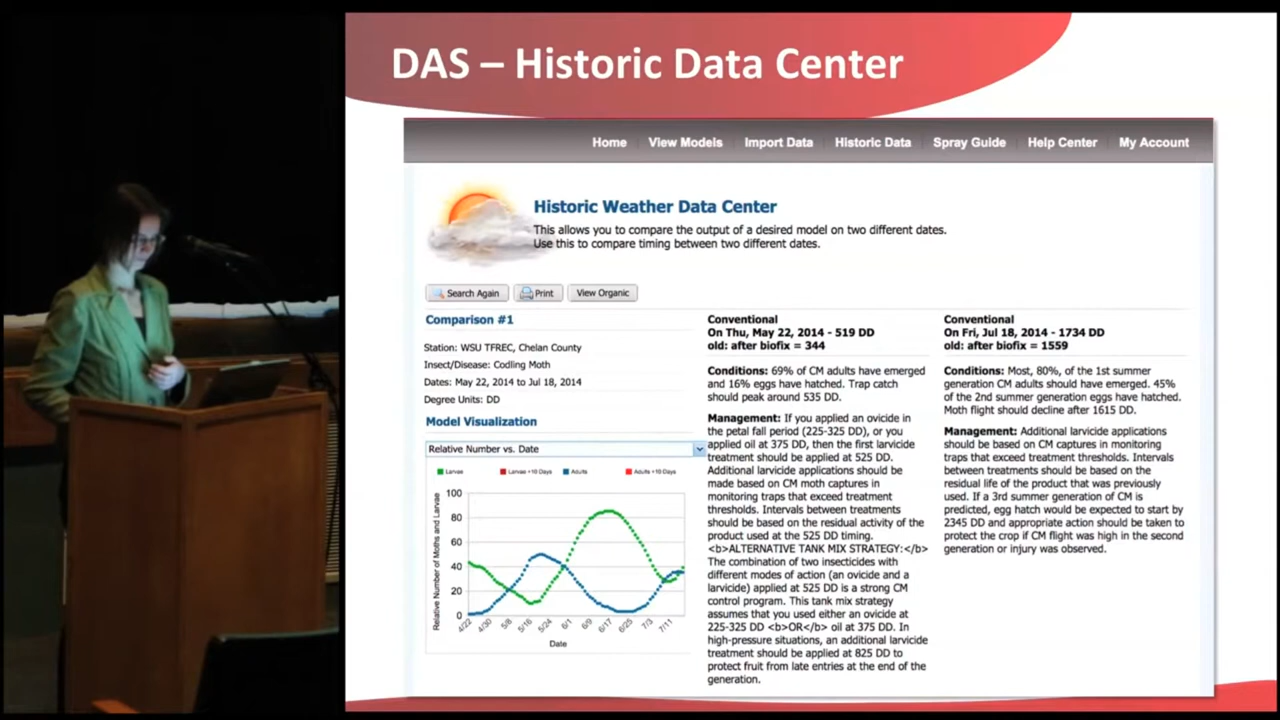 DAS – Historic Data Center
Home
View Models
Import Data
Historic Data
Spray Guide
Help Center
My Account
Historic Weather Data Center
This allows you to compare the output of a desired model on two different dates.
Use this to compare timing between two different dates.
Search Again
Print
View Organic
Comparison #1
Station: WSU TFREC, Chelan County
Insect/Disease: Codling Moth
Dates: May 22, 2014 to Jul 18, 2014
Degree Units: DD
Model Visualization
Relative Number vs. Date
Larvae
Larvae +10 Days
Adults
Adults +10 Days
Relative Number of Moths and Larvae
100
80
60
40
20
0
4/22
4/30
5/8
5/16
5/24
6/1
6/9
6/17
6/25
7/3
7/11
Date
Conventional
On Thu, May 22, 2014 - 519 DD
old: after biofix = 344
Conditions: 69% of CM adults have emerged
and 16% eggs have hatched. Trap catch
should peak around 535 DD.
Management: If you applied an ovicide in
the petal fall period (225-325 DD), or you
applied oil at 375 DD, then the first larvicide
treatment should be applied at 525 DD.
Additional larvicide applications should be
made based on CM moth captures in
monitoring traps that exceed treatment
thresholds. Intervals between treatments
should be based on the residual activity of the
product used at the 525 DD timing.
<b>ALTERNATIVE TANK MIX STRATEGY:</b>
The combination of two insecticides with
different modes of action (an ovicide and a
larvicide) applied at 525 DD is a strong CM
control program. This tank mix strategy
assumes that you used either an ovicide at
225-325 DD <b>OR</b> oil at 375 DD. In
high-pressure situations, an additional larvicide
treatment should be applied at 825 DD to
protect fruit from late entries at the end of the
generation.
Conventional
On Fri, Jul 18, 2014 - 1734 DD
old: after biofix = 1559
Conditions: Most, 80%, of the 1st summer
generation CM adults should have emerged. 45%
of the 2nd summer generation eggs have hatched.
Moth flight should decline after 1615 DD.
Management: Additional larvicide applications
should be based on CM captures in monitoring
traps that exceed treatment thresholds. Intervals
between treatments should be based on the
residual life of the product that was previously
used. If a 3rd summer generation of CM is
predicted, egg hatch would be expected to start by
2345 DD and appropriate action should be taken to
protect the crop if CM flight was high in the second
generation or injury was observed.